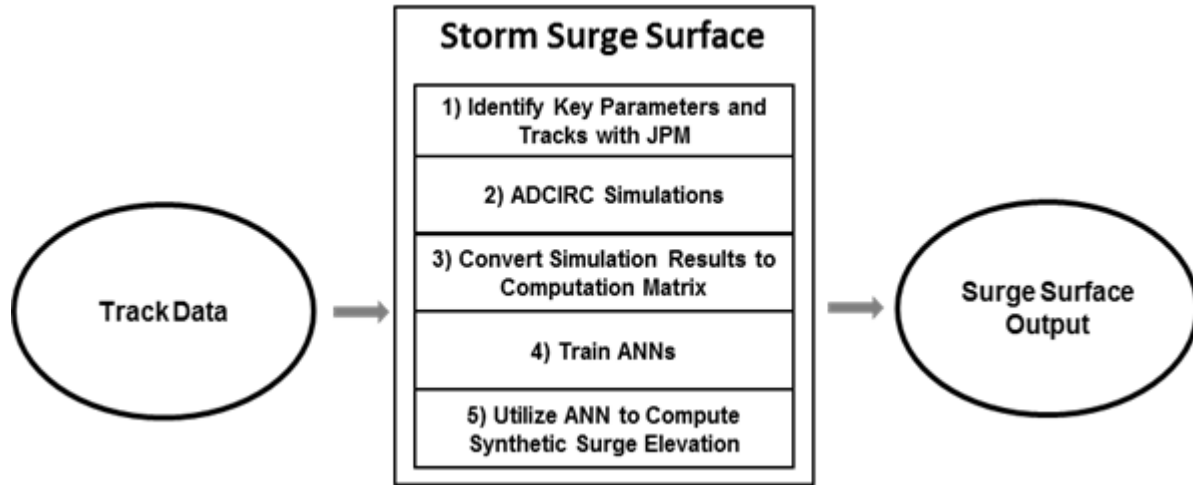 Storm Surge Surface
1) Identify Key Parameters and
Tracks with JPM
2) ADCIRC Simulations
3) Convert Simulation Results to
Computation Matrix
4) Train ANNs
5) Utilize ANN to Compute
Synthetic Surge Elevation
Track Data
Surge Surface
Output